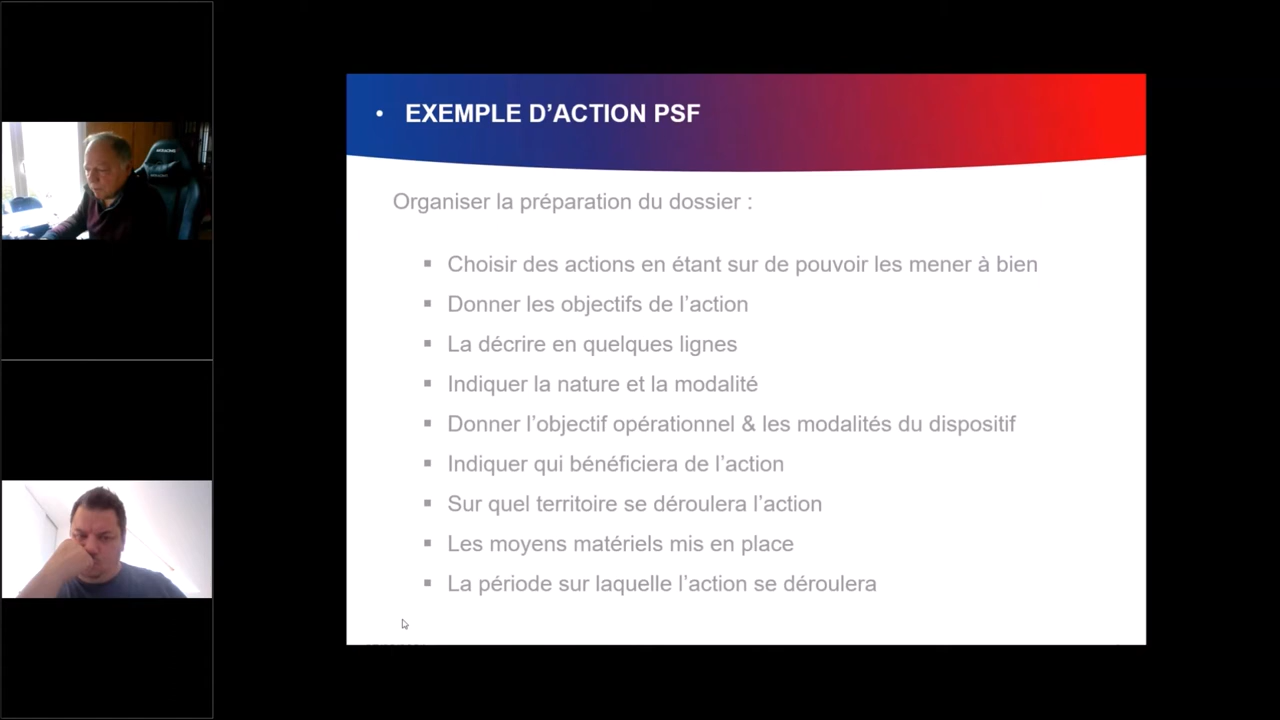 • EXEMPLE D’ACTION PSF
Organiser la préparation du dossier :
▪ Choisir des actions en étant sur de pouvoir les mener à bien
▪ Donner les objectifs de l’action
▪ La décrire en quelques lignes
▪ Indiquer la nature et la modalité
▪ Donner l’objectif opérationnel & les modalités du dispositif
▪ Indiquer qui bénéficiera de l’action
▪ Sur quel territoire se déroulera l’action
▪ Les moyens matériels mis en place
▪ La période sur laquelle l’action se déroulera